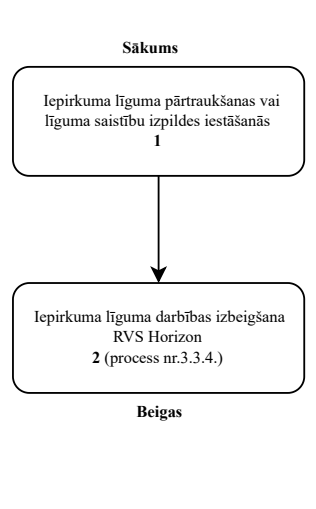 Sākums
Iepirkuma līguma pārtraukšanas vai
līguma saistību izpildes iestāšanās
1
Iepirkuma līguma darbības izbeigšana
RVS Horizon
2 (process nr.3.3.4.)
Beigas